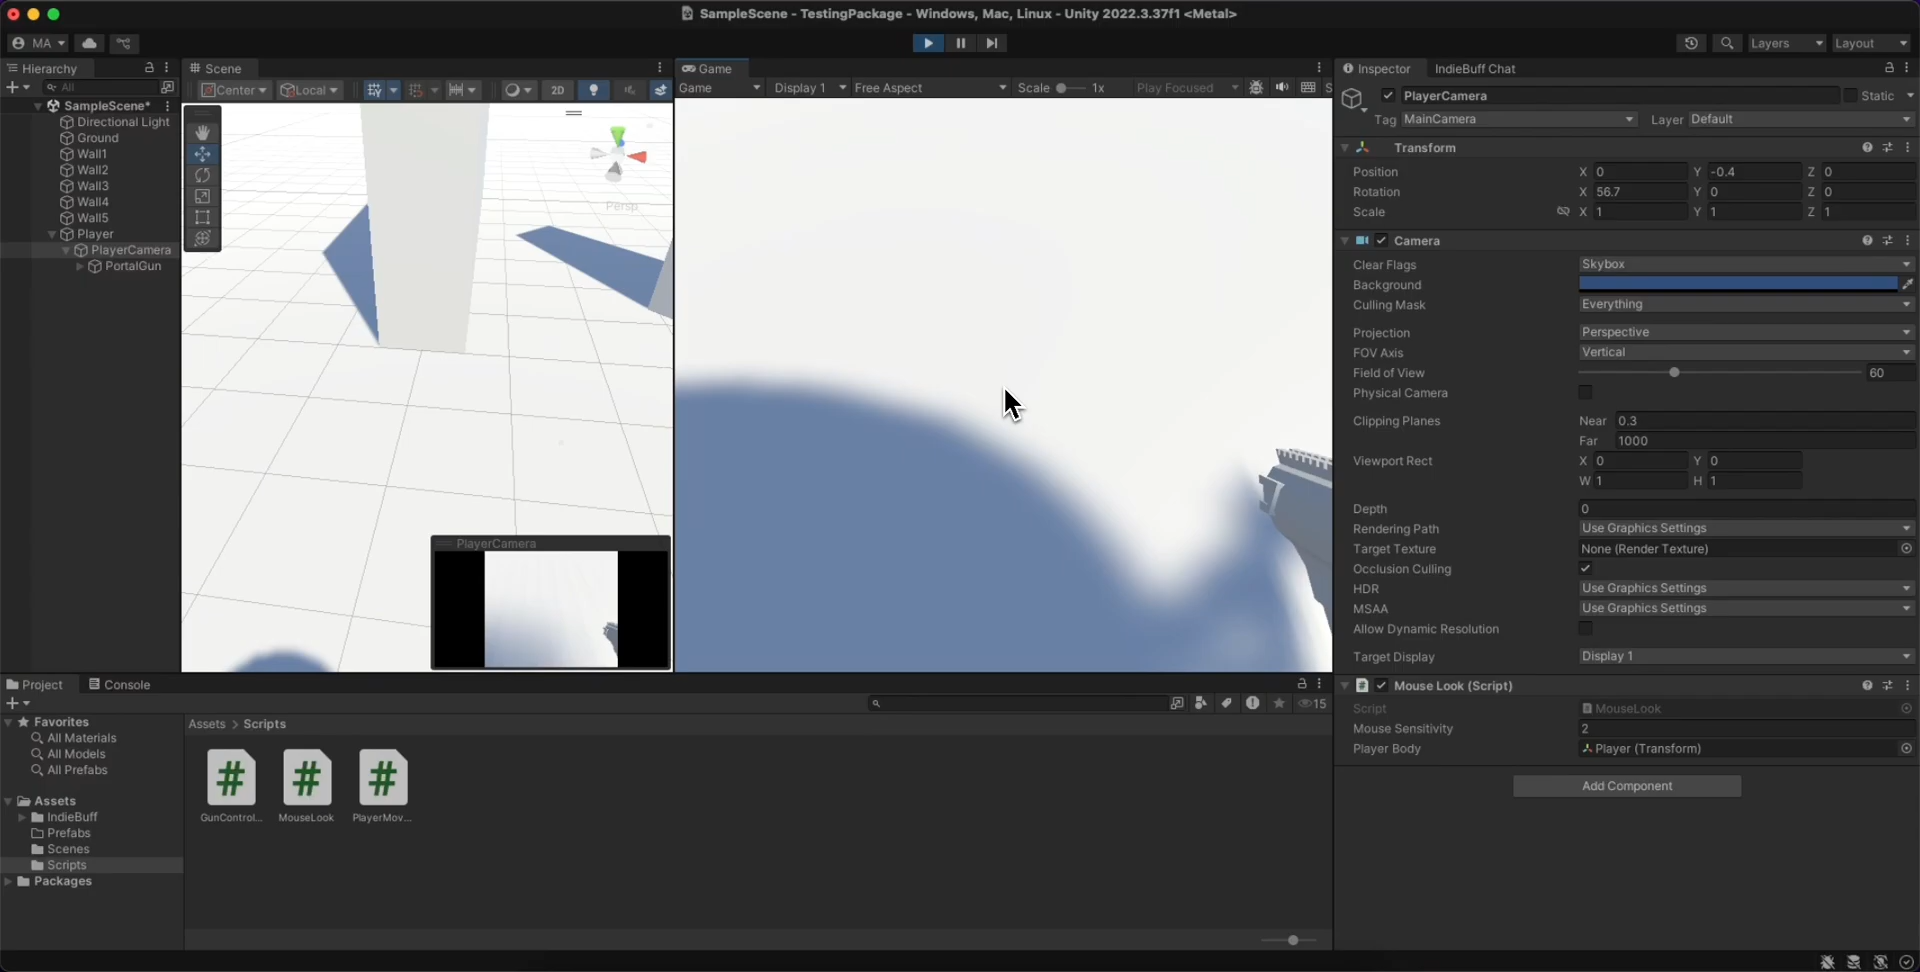 SampleScene - TestingPackage - Windows, Mac, Linux - Unity 2022.3.37f1 <Metal>
MA
Layers
Layout
Hierarchy
All
SampleScene*
Directional Light
Ground
Wall1
Wall2
Wall3
Wall4
Wall5
Player
PlayerCamera
PortalGun
Scene
Center
Local
2D
Persp
PlayerCamera
Game
Game
Display 1
Free Aspect
Scale
1x
Play Focused
S
Inspector
IndieBuff Chat
PlayerCamera
Static
Tag MainCamera
Layer Default
Transform
Position X 0 Y -0.4 Z 0
Rotation X 56.7 Y 0 Z 0
Scale X 1 Y 1 Z 1
Camera
Clear Flags Skybox
Background
Culling Mask Everything
Projection Perspective
FOV Axis Vertical
Field of View 60
Physical Camera
Clipping Planes Near 0.3
Far 1000
Viewport Rect X 0 Y 0
W 1 H 1
Depth 0
Rendering Path Use Graphics Settings
Target Texture None (Render Texture)
Occlusion Culling
HDR Use Graphics Settings
MSAA Use Graphics Settings
Allow Dynamic Resolution
Target Display Display 1
Mouse Look (Script)
Script MouseLook
Mouse Sensitivity 2
Player Body Player (Transform)
Add Component
Project
Console
15
Favorites
All Materials
All Models
All Prefabs
Assets
IndieBuff
Prefabs
Scenes
Scripts
Packages
Assets > Scripts
GunControl...
MouseLook
PlayerMov...